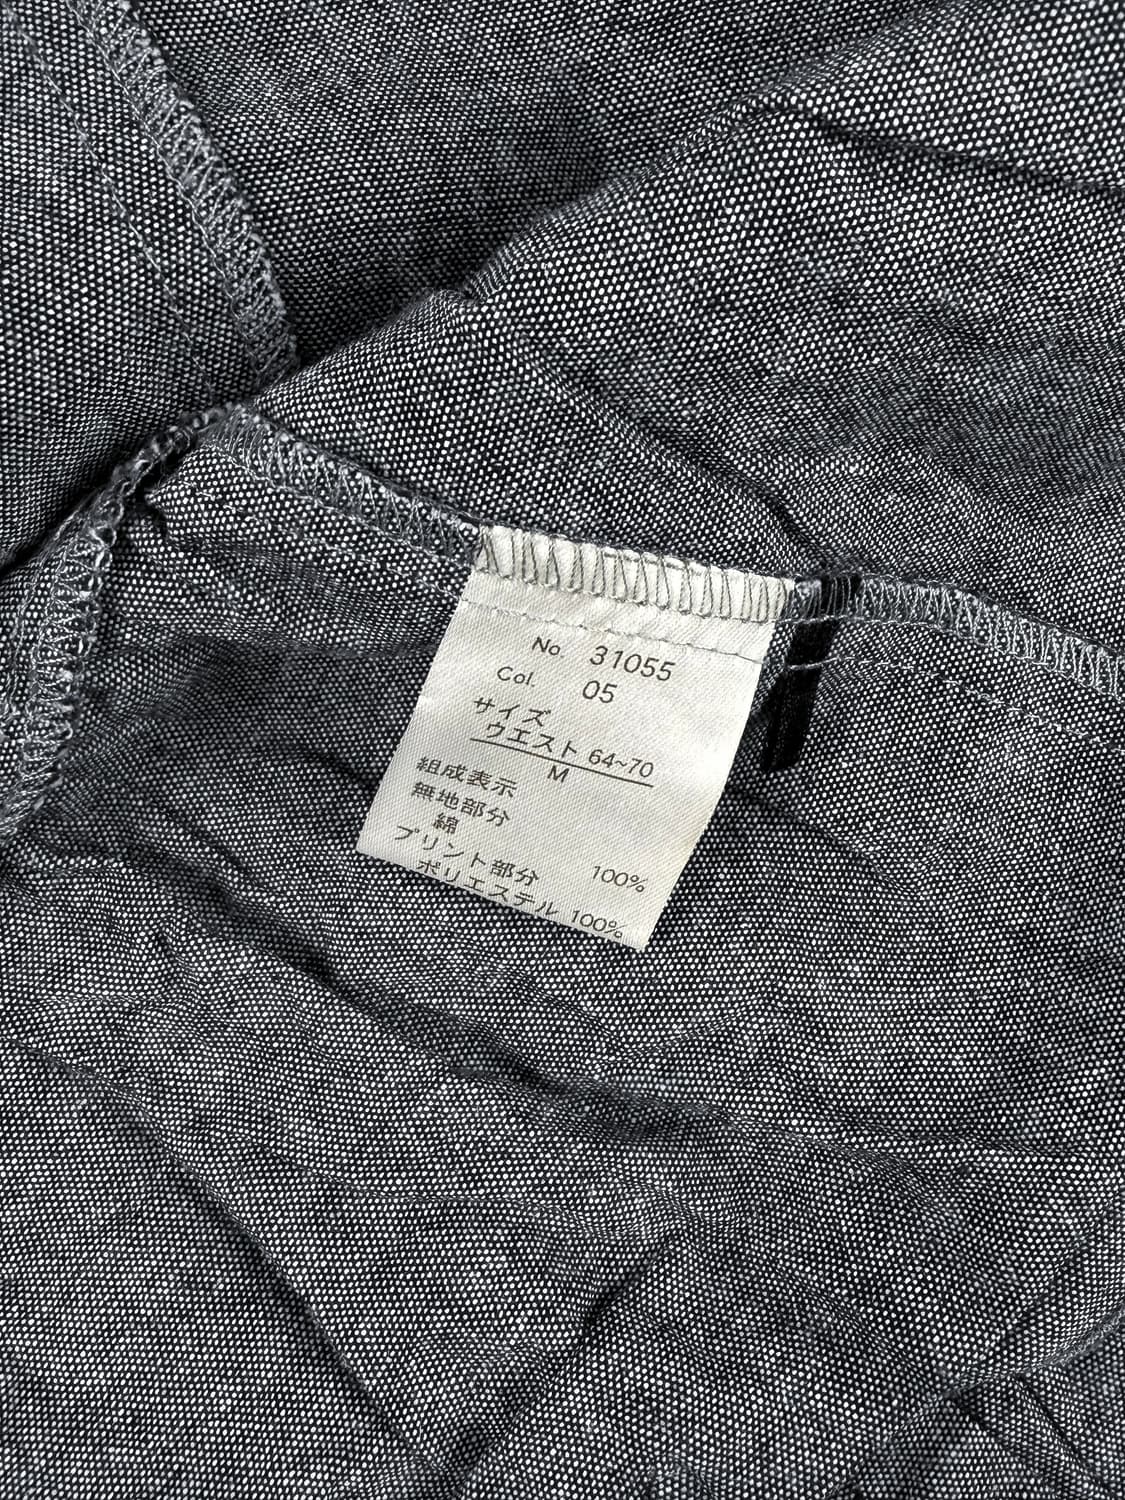 No. 31055
Col. 05
サイズ
ウエスト 64~70
M
組成表示
無地部分
綿 100%
プリント部分
ポリエステル 100%